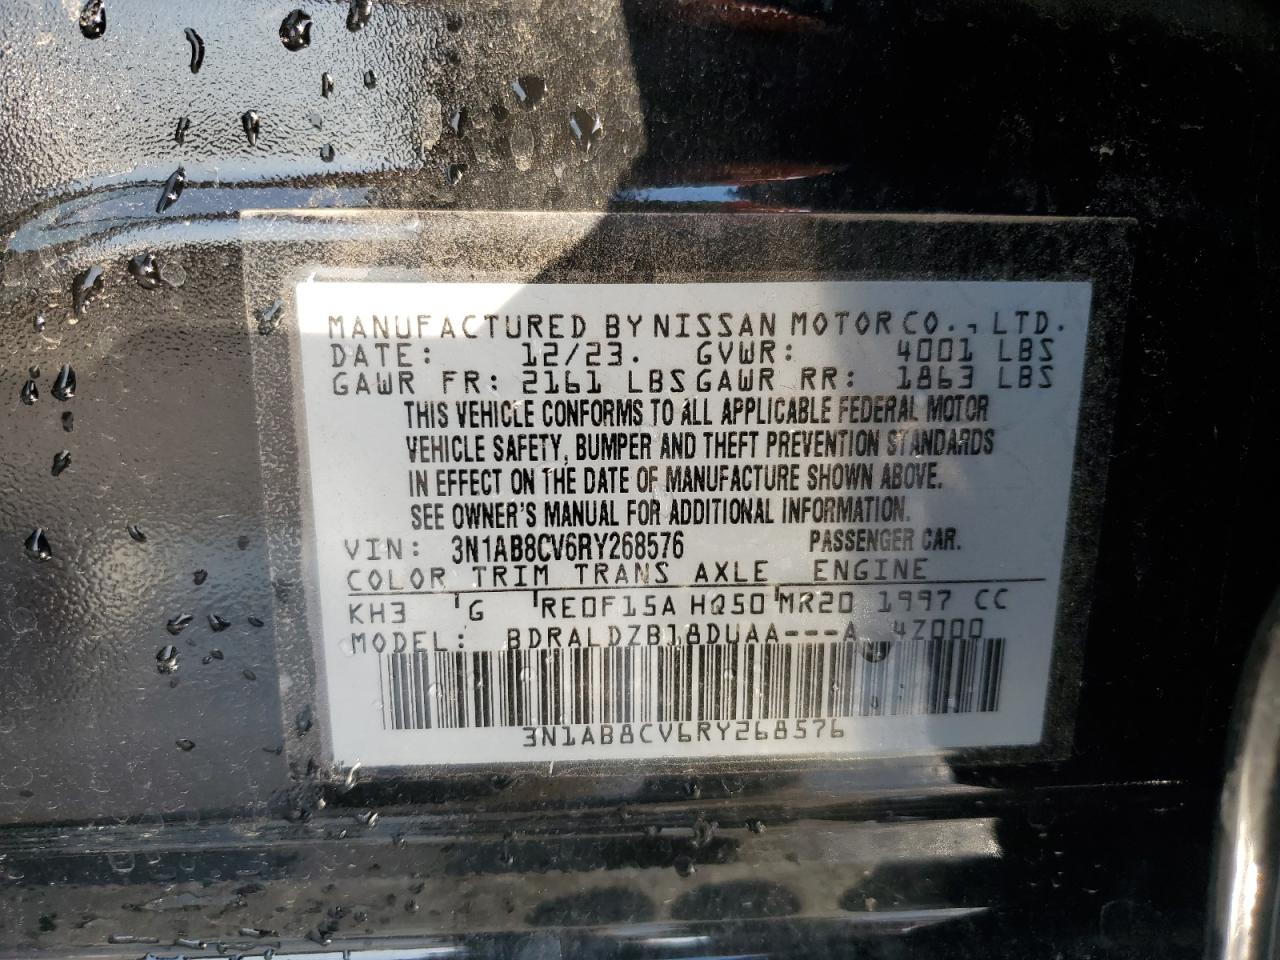 MANUFACTURED BY NISSAN MOTOR CO., LTD.
DATE: 12/23. GVWR: 4001 LBS
GAWR FR: 2161 LBS GAWR RR: 1863 LBS
THIS VEHICLE CONFORMS TO ALL APPLICABLE FEDERAL MOTOR
VEHICLE SAFETY, BUMPER AND THEFT PREVENTION STANDARDS
IN EFFECT ON THE DATE OF MANUFACTURE SHOWN ABOVE.
SEE OWNER'S MANUAL FOR ADDITIONAL INFORMATION.
VIN: 3N1AB8CV6RY268576 PASSENGER CAR.
COLOR TRIM TRANS AXLE ENGINE
KH3 G RE0F15A HQ50 MR20 1997 CC
MODEL: BDRALDZB18DUAA---A 4Z000
3N1AB8CV6RY268576